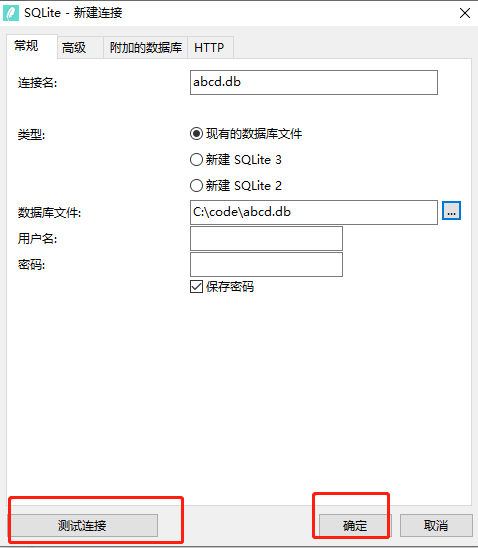 SQLite - 新建连接
常规 高级 附加的数据库 HTTP
连接名: abcd.db
类型: 现有的数据库文件
新建 SQLite 3
新建 SQLite 2
数据库文件: C:\code\abcd.db ...
用户名:
密码:
保存密码
测试连接 确定 取消